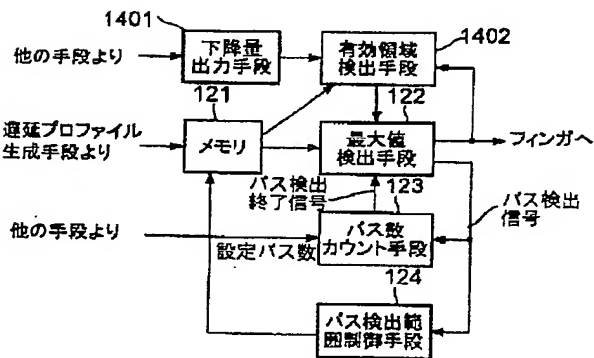 1401
1402
他の手段より
下降量
出力手段
有効領域
検出手段
121
122
遅延プロファイル
生成手段より
メモリ
最大値
検出手段
フィンガへ
パス検出
終了信号
123
パス検出
信号
他の手段より
設定パス数
パス数
カウント手段
124
パス検出範
囲制御手段